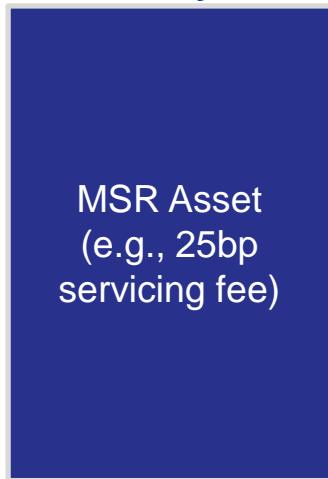 MSR Asset
(e.g., 25bp
servicing fee)